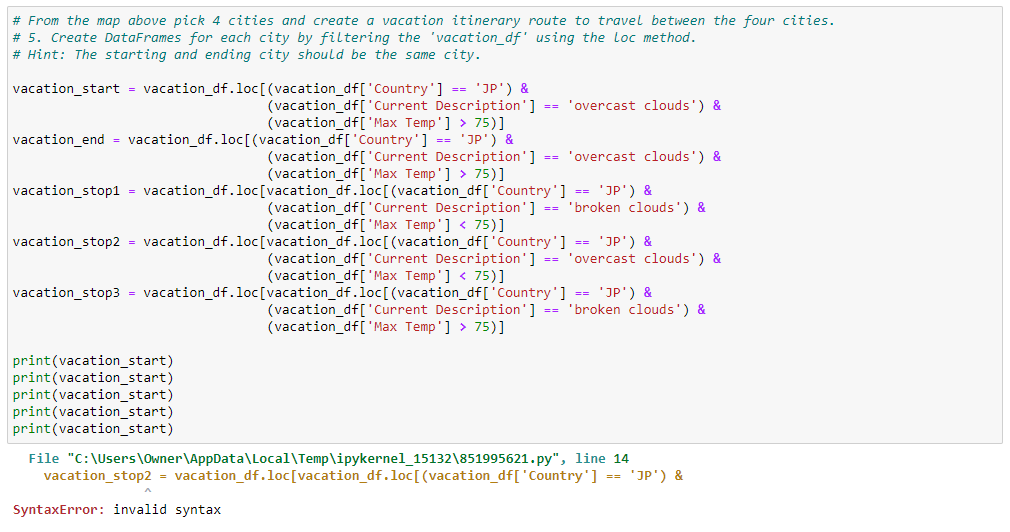 # From the map above pick 4 cities and create a vacation itinerary route to travel between the four cities.
# 5. Create DataFrames for each city by filtering the 'vacation_df' using the loc method.
# Hint: The starting and ending city should be the same city.

vacation_start = vacation_df.loc[(vacation_df['Country'] == 'JP') &
                                 (vacation_df['Current Description'] == 'overcast clouds') &
                                 (vacation_df['Max Temp'] > 75)]
vacation_end = vacation_df.loc[(vacation_df['Country'] == 'JP') &
                                 (vacation_df['Current Description'] == 'overcast clouds') &
                                 (vacation_df['Max Temp'] > 75)]
vacation_stop1 = vacation_df.loc[vacation_df.loc[(vacation_df['Country'] == 'JP') &
                                 (vacation_df['Current Description'] == 'broken clouds') &
                                 (vacation_df['Max Temp'] < 75)]
vacation_stop2 = vacation_df.loc[vacation_df.loc[(vacation_df['Country'] == 'JP') &
                                 (vacation_df['Current Description'] == 'overcast clouds') &
                                 (vacation_df['Max Temp'] < 75)]
vacation_stop3 = vacation_df.loc[vacation_df.loc[(vacation_df['Country'] == 'JP') &
                                 (vacation_df['Current Description'] == 'broken clouds') &
                                 (vacation_df['Max Temp'] > 75)]

print(vacation_start)
print(vacation_start)
print(vacation_start)
print(vacation_start)
print(vacation_start)
  File "C:\Users\Owner\AppData\Local\Temp\ipykernel_15132\851995621.py", line 14
    vacation_stop2 = vacation_df.loc[vacation_df.loc[(vacation_df['Country'] == 'JP') &
                 ^
SyntaxError: invalid syntax